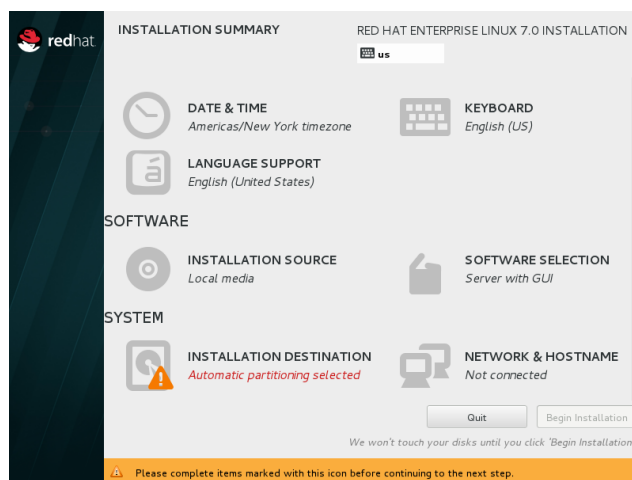 redhat
INSTALLATION SUMMARY
RED HAT ENTERPRISE LINUX 7.0 INSTALLATION
us
DATE & TIME
Americas/New York timezone
KEYBOARD
English (US)
LANGUAGE SUPPORT
English (United States)
SOFTWARE
INSTALLATION SOURCE
Local media
SOFTWARE SELECTION
Server with GUI
SYSTEM
INSTALLATION DESTINATION
Automatic partitioning selected
NETWORK & HOSTNAME
Not connected
Quit
Begin Installation
We won't touch your disks until you click 'Begin Installation
Please complete items marked with this icon before continuing to the next step.